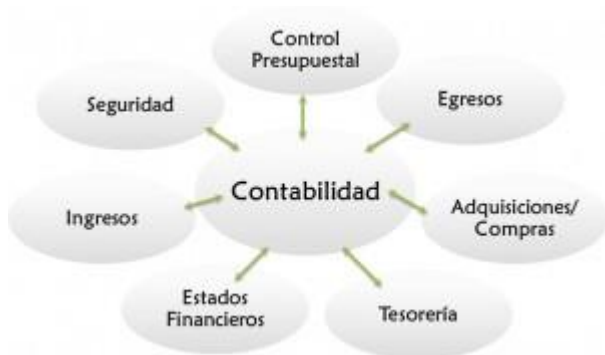 Control
Presupuestal
Seguridad
Egresos
Contabilidad
Ingresos
Adquisiciones/
Compras
Estados
Financieros
Tesorería